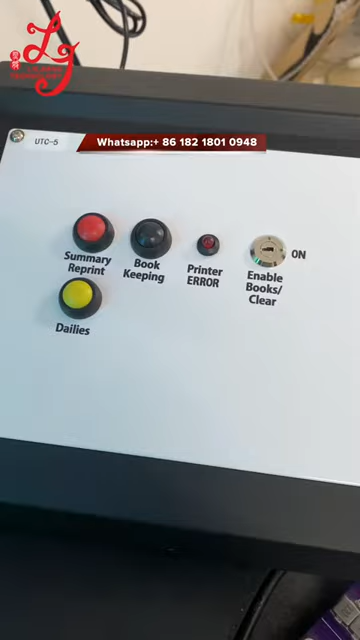 UTC-5
Whatsapp:+ 86 182 1801 0948
ON
Summary
Reprint
Book
Keeping
Printer
ERROR
Enable
Books/
Clear
Dailies